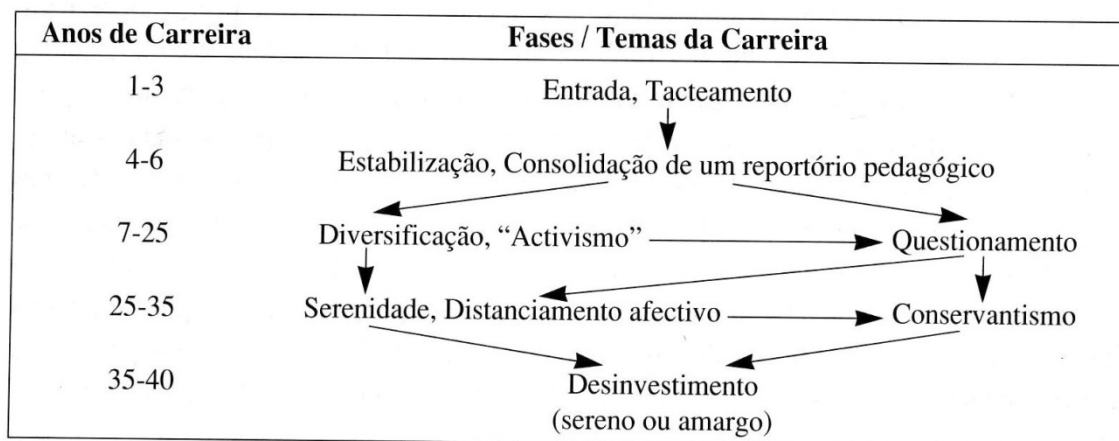 Anos de Carreira Fases / Temas da Carreira
1-3 Entrada, Tacteamento
4-6 Estabilização, Consolidação de um reportório pedagógico
7-25 Diversificação, “Activismo” Questionamento
25-35 Serenidade, Distanciamento afectivo Conservantismo
35-40 Desinvestimento
(sereno ou amargo)